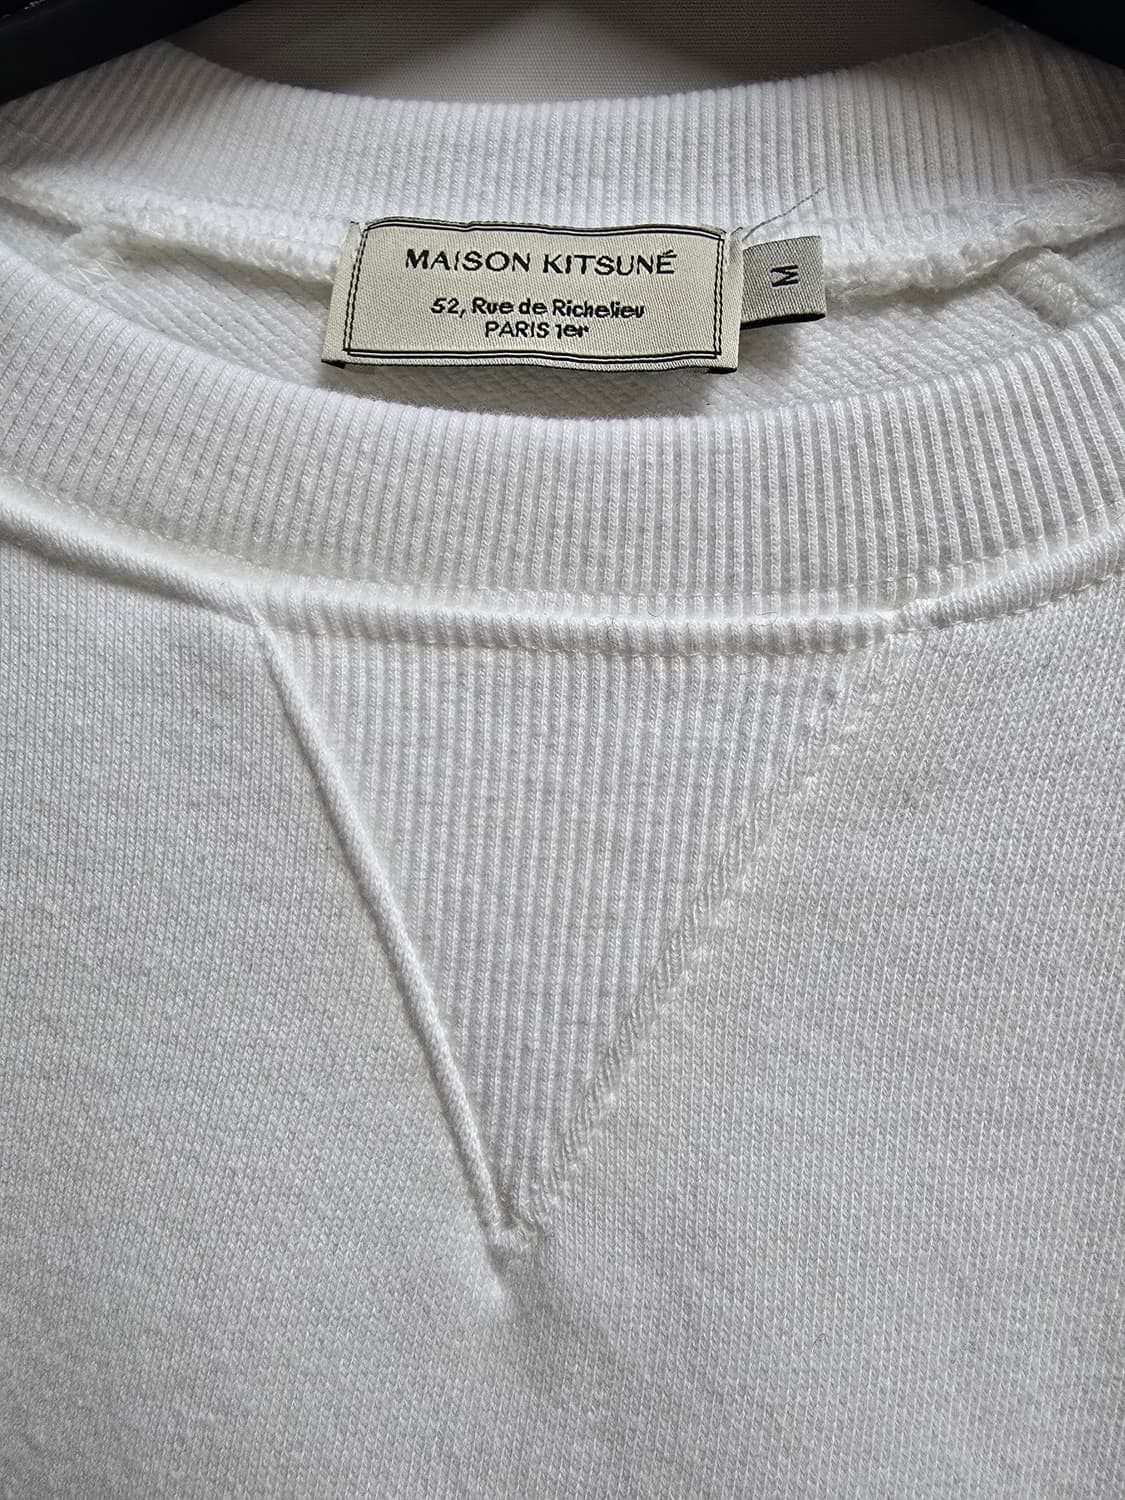 MAISON KITSUNÉ
52, Rue de Richelieu
PARIS 1er
M